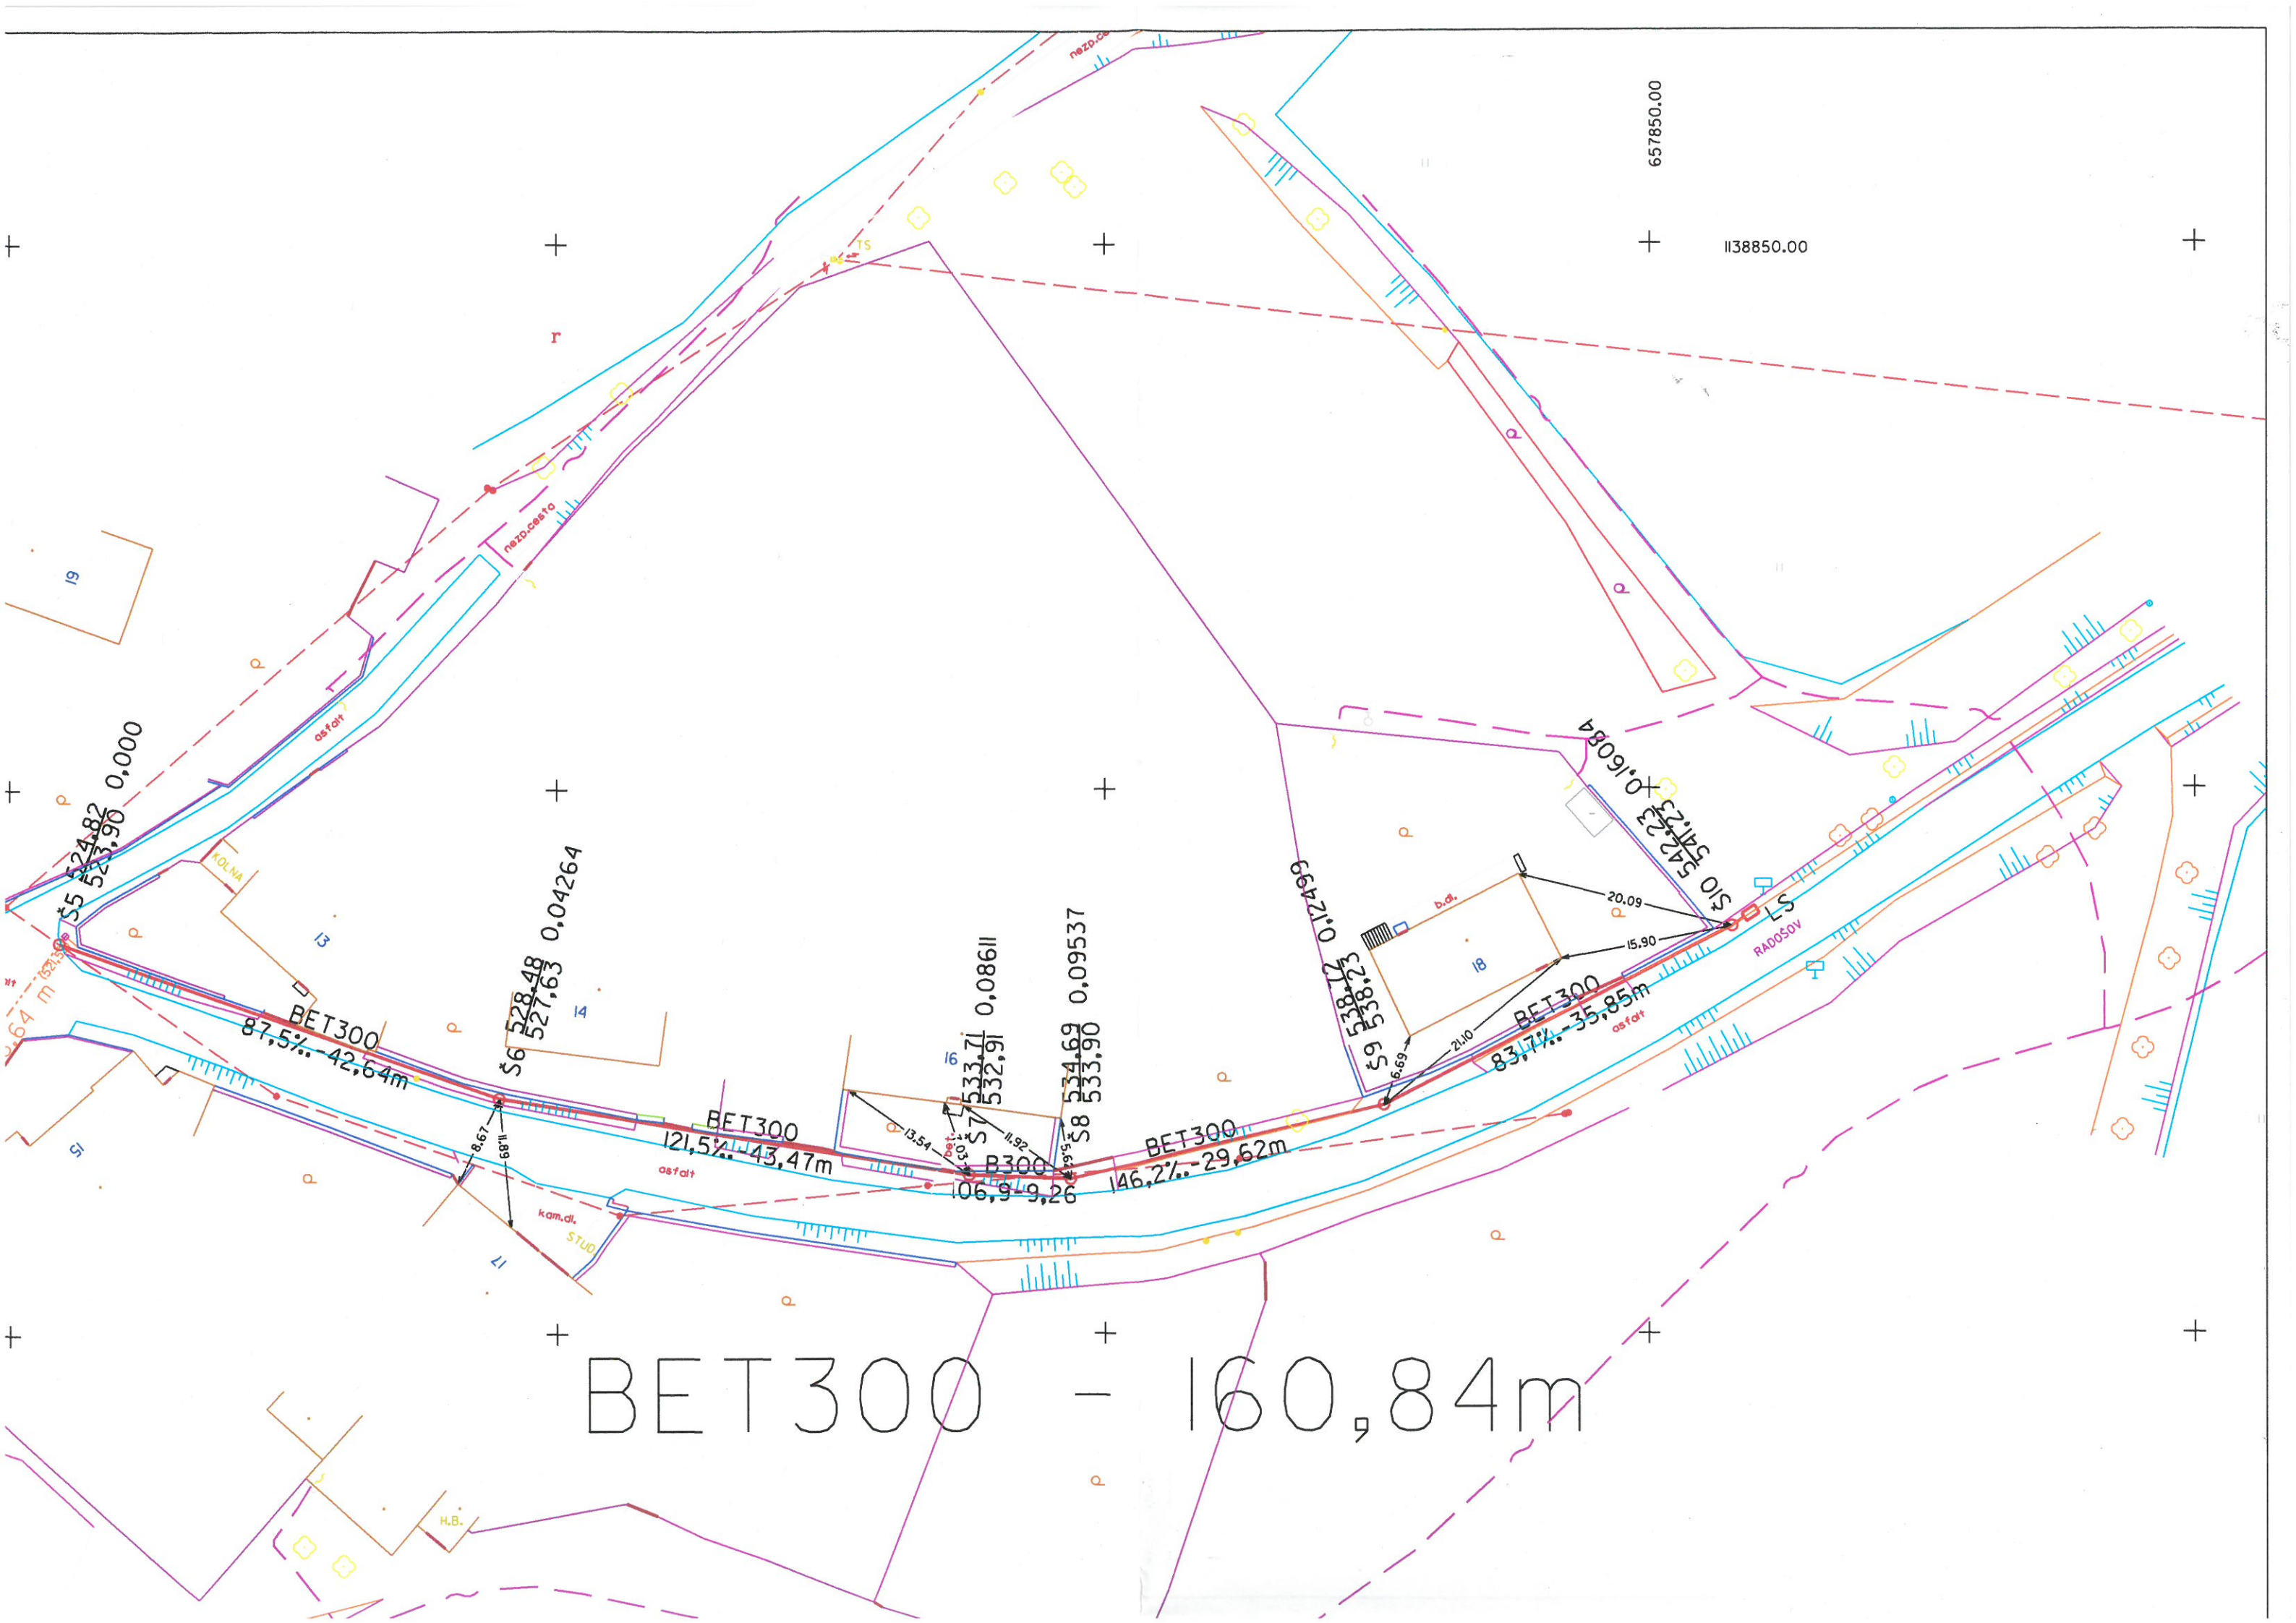 nezp.ce
657850.00
1138850.00
TS
r
nezp.cesta
19
asfalt
Š5 524,82 0,000
523,90
KOLNA
13
14
Š6 528,48 0,04264
527,63
BET300
87,5‰-42,64m
16
Š7 533,71 0,08611
532,91
Š8 534,69 0,09537
533,90
BET300
121,5‰-43,47m
asfalt
13.54
bet.
11.92
B300
106,9-9,26
BET300
146,2‰-29,62m
Š9 538,72 0,12499
538,23
b.dl.
18
20.09
15.90
21.10
6.69
Š10 542,23 0,16084
541,23
LS
RADOŠOV
BET300
83,7‰-35,85m
asfalt
8.67
11.89
kam.dl.
STUD
17
15
BET300 - 160,84m
H.B.